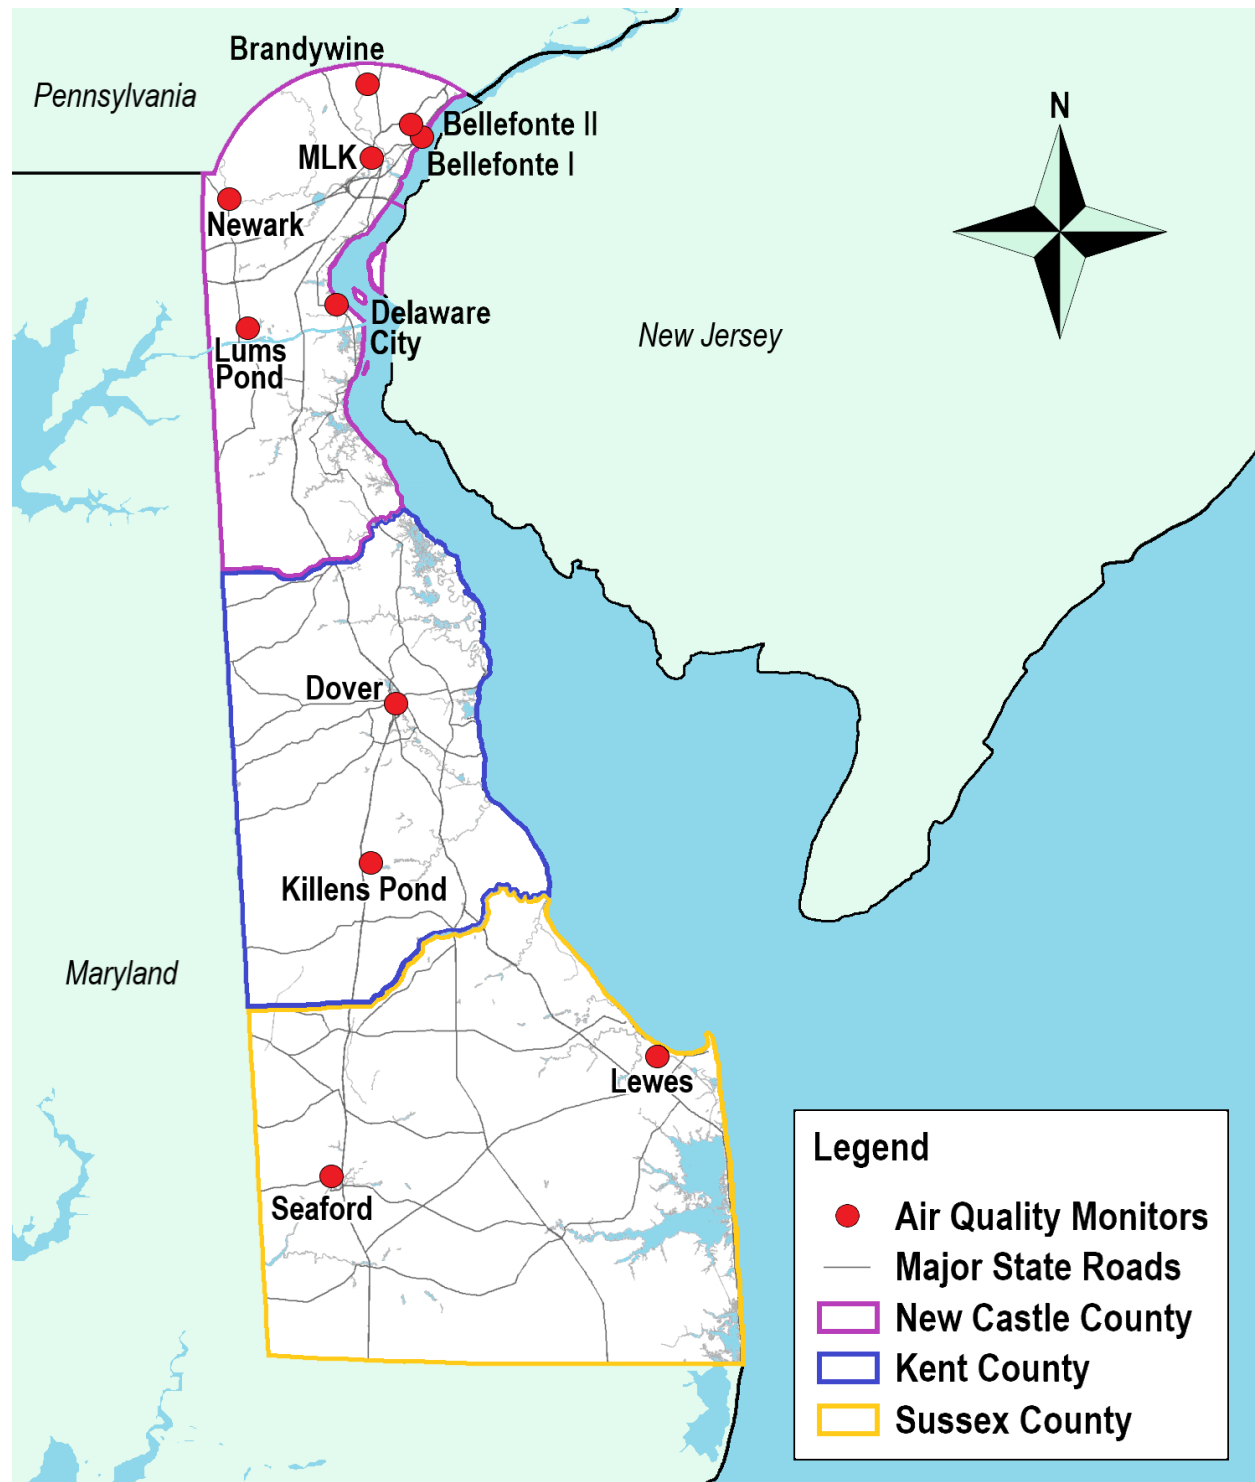 Brandywine
Pennsylvania
N
Bellefonte II
MLK
Bellefonte I
Newark
Delaware
City
New Jersey
Lums
Pond
Dover
Killens Pond
Maryland
Lewes
Seaford
Legend
Air Quality Monitors
Major State Roads
New Castle County
Kent County
Sussex County